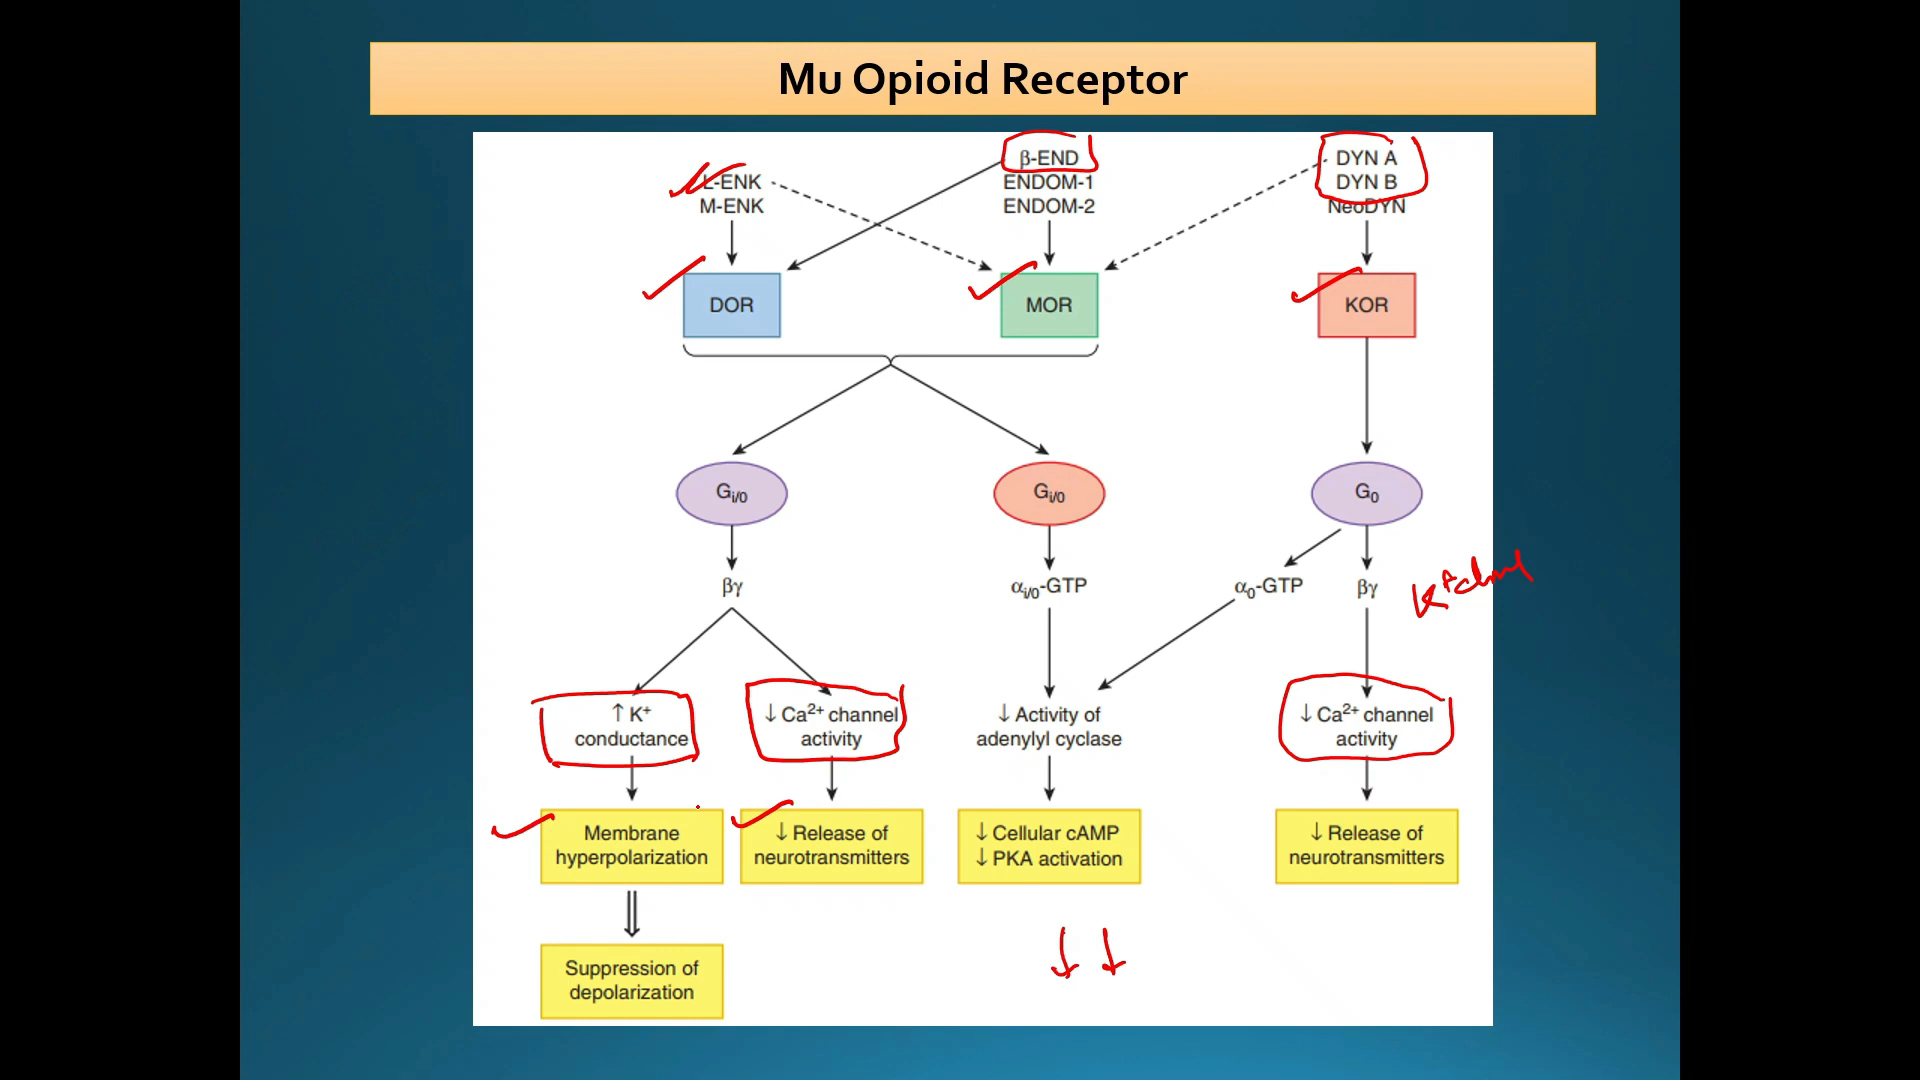 Mu Opioid Receptor
L-ENK
M-ENK
β-END
ENDOM-1
ENDOM-2
DYN A
DYN B
NeoDYN
DOR
MOR
KOR
Gi/0
Gi/0
G0
βγ
αi/0-GTP
α0-GTP
βγ
K+
↑ K+
conductance
↓ Ca2+ channel
activity
↓ Activity of
adenylyl cyclase
↓ Ca2+ channel
activity
Membrane
hyperpolarization
↓ Release of
neurotransmitters
↓ Cellular cAMP
↓ PKA activation
↓ Release of
neurotransmitters
Suppression of
depolarization